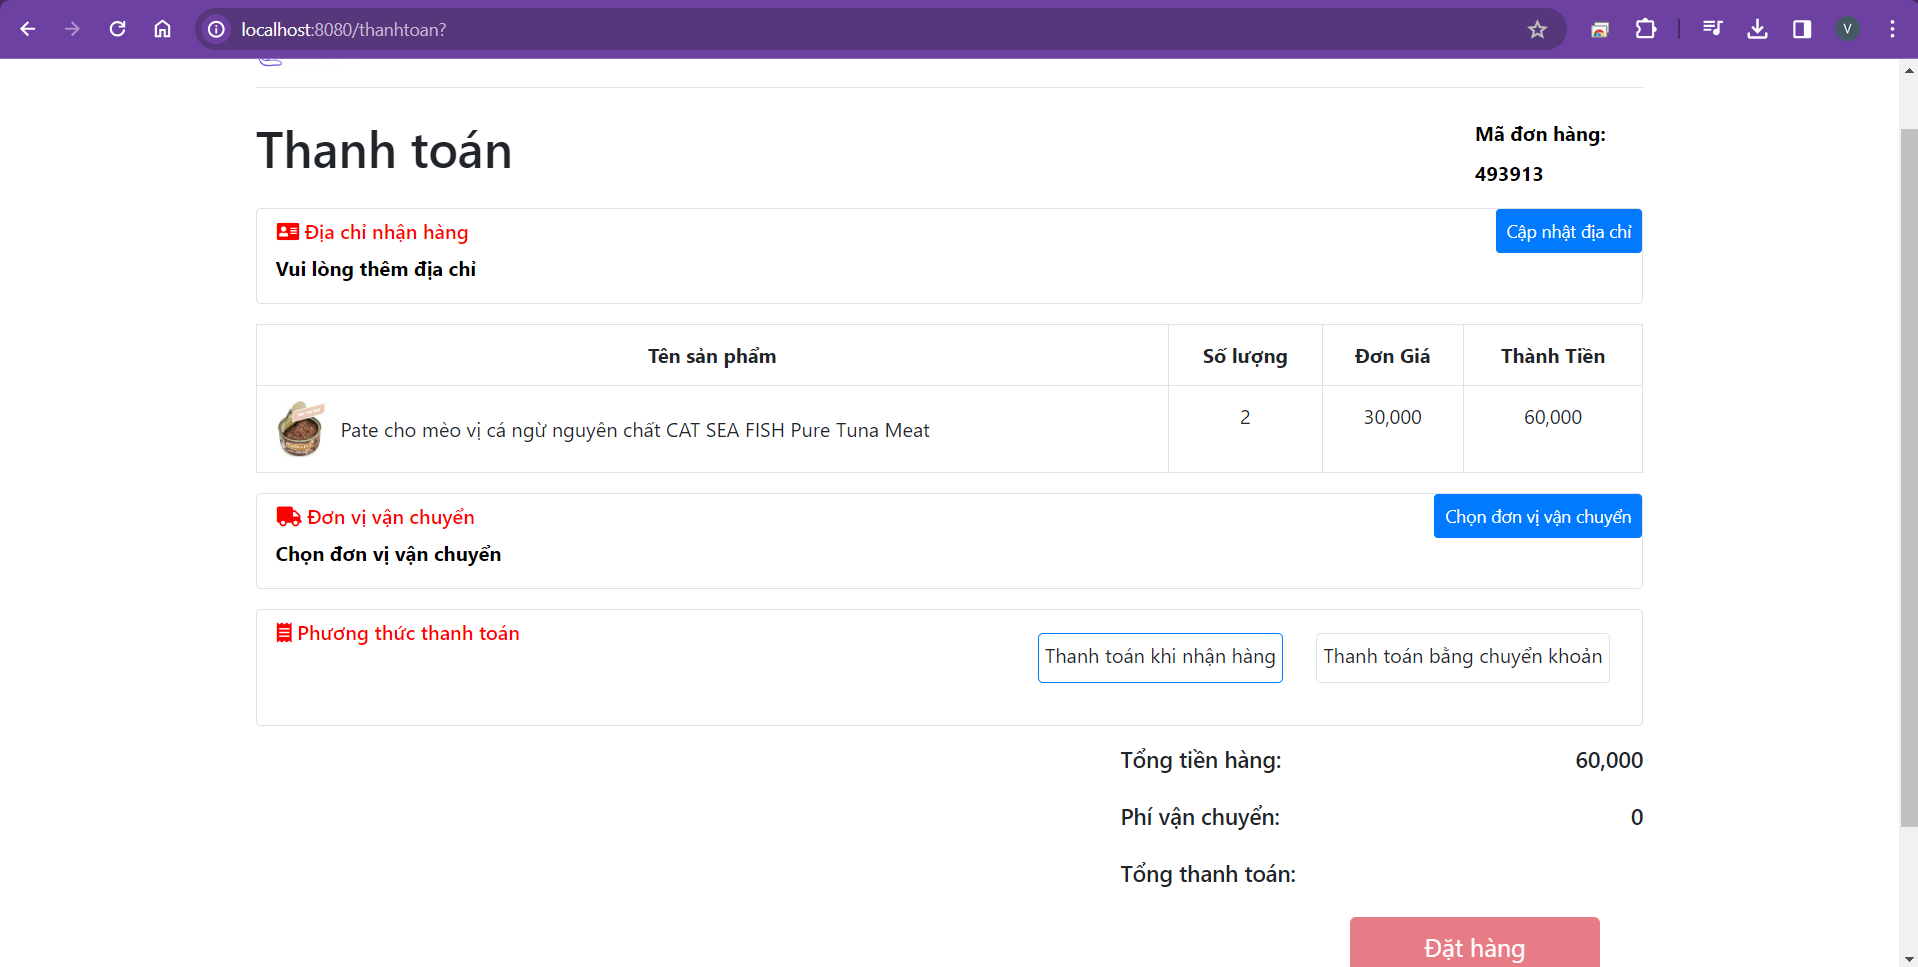 localhost:8080/thanhtoan?
V
Thanh toán
Mã đơn hàng:
493913
Địa chỉ nhận hàng
Cập nhật địa chỉ
Vui lòng thêm địa chỉ
Tên sản phẩm Số lượng Đơn Giá Thành Tiền
Pate cho mèo vị cá ngừ nguyên chất CAT SEA FISH Pure Tuna Meat 2 30,000 60,000
Đơn vị vận chuyển
Chọn đơn vị vận chuyển
Chọn đơn vị vận chuyển
Phương thức thanh toán
Thanh toán khi nhận hàng Thanh toán bằng chuyển khoản
Tổng tiền hàng: 60,000
Phí vận chuyển: 0
Tổng thanh toán:
Đặt hàng